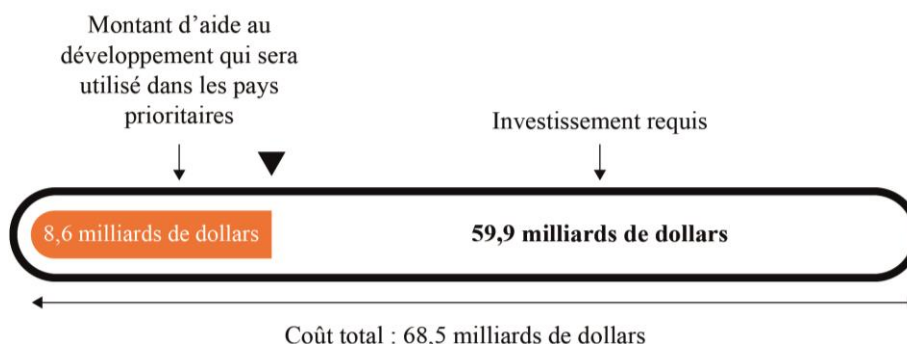 Montant d’aide au
développement qui sera
utilisé dans les pays
prioritaires
Investissement requis
8,6 milliards de dollars
59,9 milliards de dollars
Coût total : 68,5 milliards de dollars